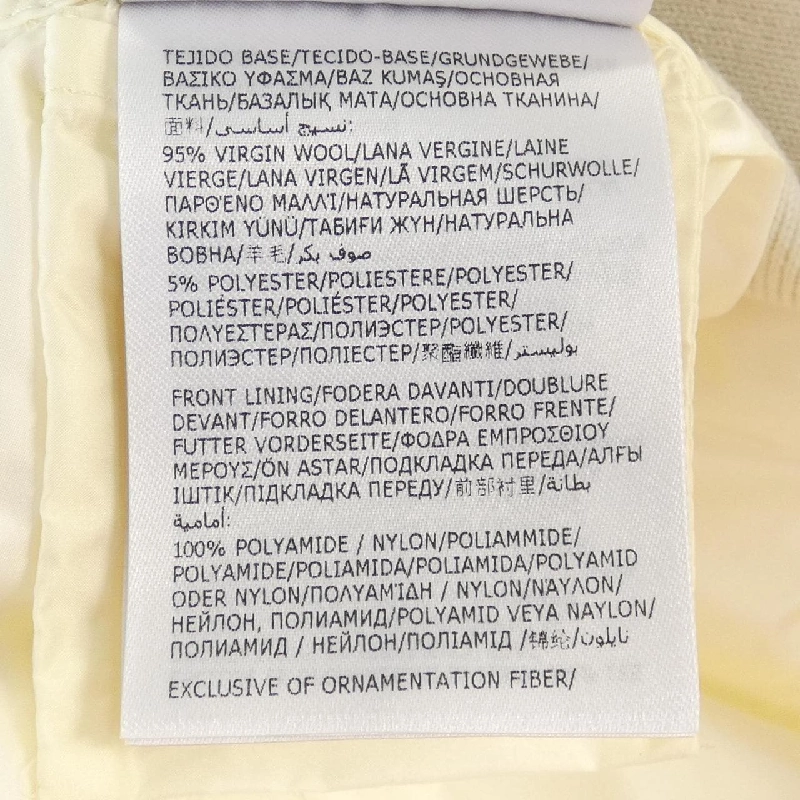 TEJIDO BASE/TECIDO-BASE/GRUNDGEWEBE/
ΒΑΣΙΚΟ ΥΦΑΣΜΑ/BAZ KUMAŞ/ОСНОВНАЯ
ТКАНЬ/БАЗАЛЫҚ МАТА/ОСНОВНА ТКАНИНА/
面料/نسيج أساسي:
95% VIRGIN WOOL/LANA VERGINE/LAINE
VIERGE/LANA VIRGEN/LÃ VIRGEM/SCHURWOLLE/
ΠΑΡΘΈΝΟ ΜΑΛΛΊ/НАТУРАЛЬНАЯ ШЕРСТЬ/
KIRKIM YÜNÜ/ТАБИҒИ ЖҮН/НАТУРАЛЬНА
ВОВНА/羊毛/صوف بكر
5% POLYESTER/POLIESTERE/POLYESTER/
POLIÉSTER/POLIÉSTER/POLYESTER/
ΠΟΛΥΕΣΤΕΡΑΣ/ПОЛИЭСТЕР/POLYESTER/
ПОЛИЭСТЕР/ПОЛІЕСТЕР/聚酯纖維/بوليستر
FRONT LINING/FODERA DAVANTI/DOUBLURE
DEVANT/FORRO DELANTERO/FORRO FRENTE/
FUTTER VORDERSEITE/ΦΟΔΡΑ ΕΜΠΡΟΣΘΙΟΥ
ΜΕΡΟΥΣ/ÖN ASTAR/ПОДКЛАДКА ПЕРЕДА/АЛҒЫ
ІШТІК/ПІДКЛАДКА ПЕРЕДУ/前部衬里/بطانة
أمامية:
100% POLYAMIDE / NYLON/POLIAMMIDE/
POLYAMIDE/POLIAMIDA/POLIAMIDA/POLYAMID
ODER NYLON/ΠΟΛΥΑΜΊΔΗ / NYLON/ΝΆΥΛΟΝ/
НЕЙЛОН, ПОЛИАМИД/POLYAMID VEYA NAYLON/
ПОЛИАМИД / НЕЙЛОН/ПОЛІАМІД /锦纶/نايلون
EXCLUSIVE OF ORNAMENTATION FIBER/